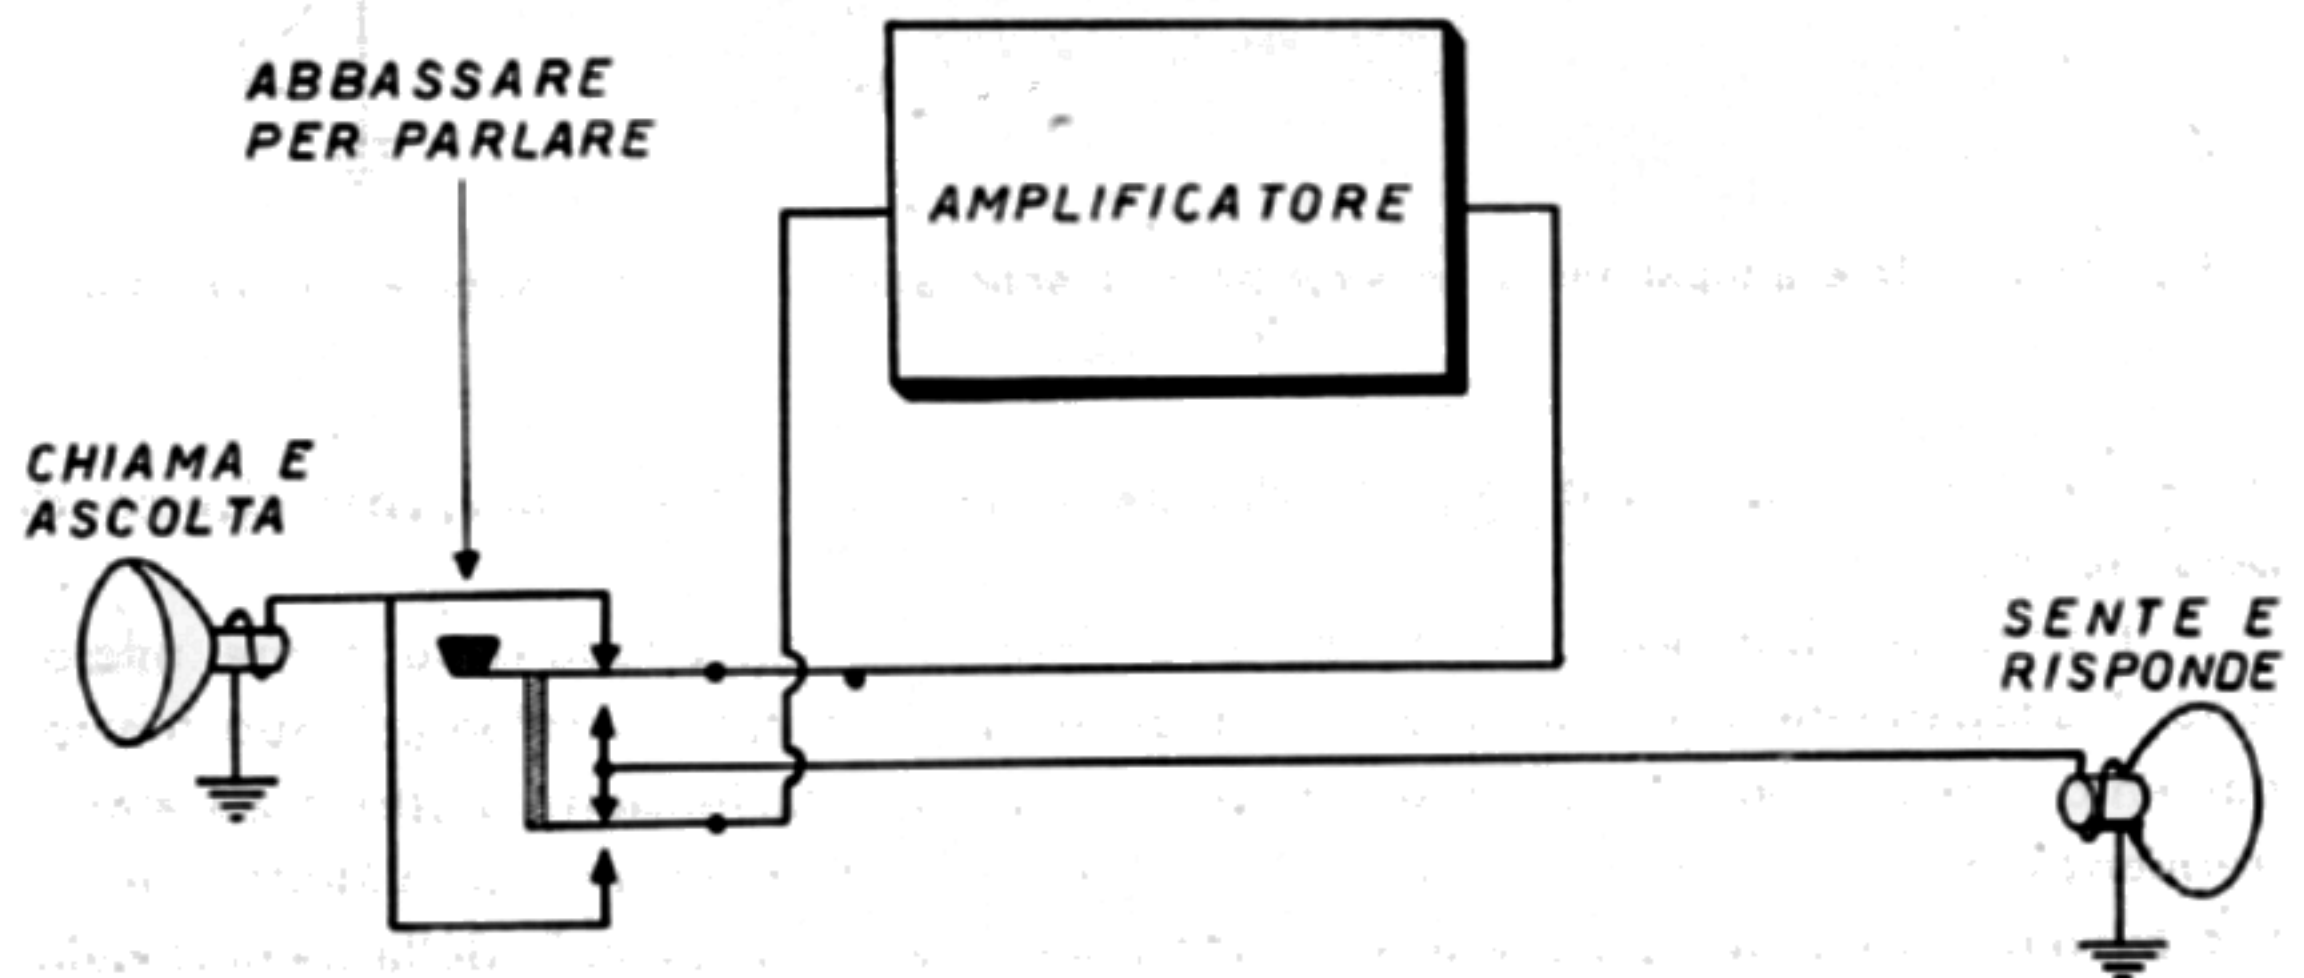 ABBASSARE
PER PARLARE
AMPLIFICATORE
CHIAMA E
ASCOLTA
SENTE E
RISPONDE